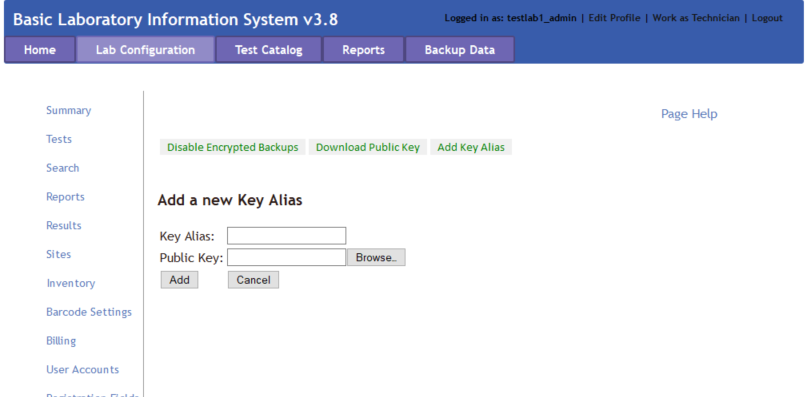 Basic Laboratory Information System v3.8
Logged in as: testlab1_admin | Edit Profile | Work as Technician | Logout
Home Lab Configuration Test Catalog Reports Backup Data
Summary
Page Help
Tests
Disable Encrypted Backups Download Public Key Add Key Alias
Search
Reports
Add a new Key Alias
Results
Key Alias:
Sites
Public Key: Browse..
Inventory
Add Cancel
Barcode Settings
Billing
User Accounts
Registration Fields